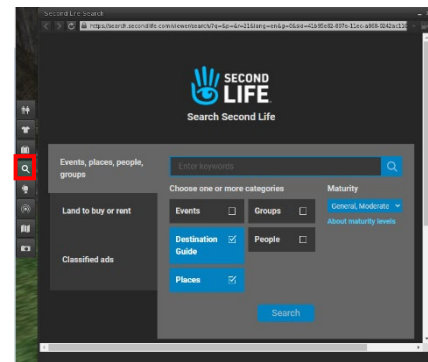 Second Life Search
SECOND
LIFE
Search Second Life
Events, places, people,
groups
Land to buy or rent
Classified ads
Enter keywords
Choose one or more categories
Maturity
Events
Groups
General, Moderate
About maturity levels
Destination
Guide
People
Places
Search